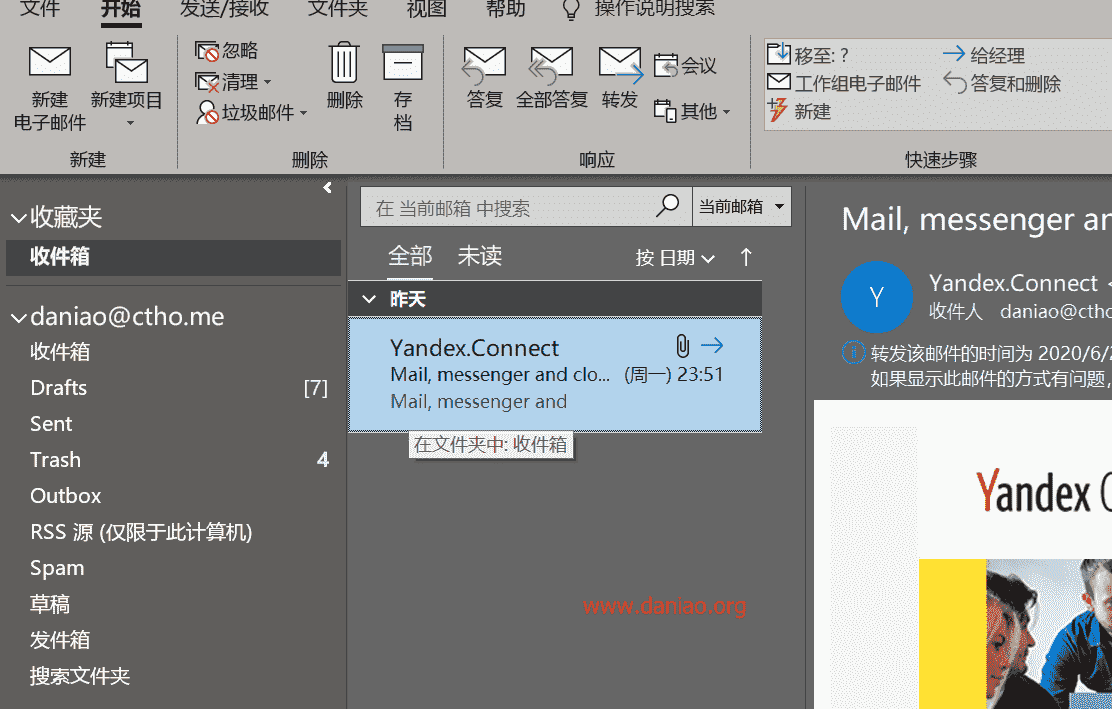 文件 开始 发送/接收 文件夹 视图 帮助 操作说明搜索
新建
电子邮件
新建项目
新建
忽略
清理
垃圾邮件
删除
存
档
删除
答复
全部答复
转发
会议
其他
响应
移至: ?
给经理
工作组电子邮件
答复和删除
新建
快速步骤
收藏夹
收件箱
daniao@ctho.me
收件箱
Drafts [7]
Sent
Trash 4
Outbox
RSS 源 (仅限于此计算机)
Spam
草稿
发件箱
搜索文件夹
在 当前邮箱 中搜索
当前邮箱
全部 未读 按 日期
昨天
Yandex.Connect
Mail, messenger and clo... (周一) 23:51
Mail, messenger and
在文件夹中: 收件箱
www.daniao.org
Mail, messenger an
Y
Yandex.Connect <
收件人 daniao@ctho
转发该邮件的时间为 2020/6/2
如果显示此邮件的方式有问题,
Yandex C